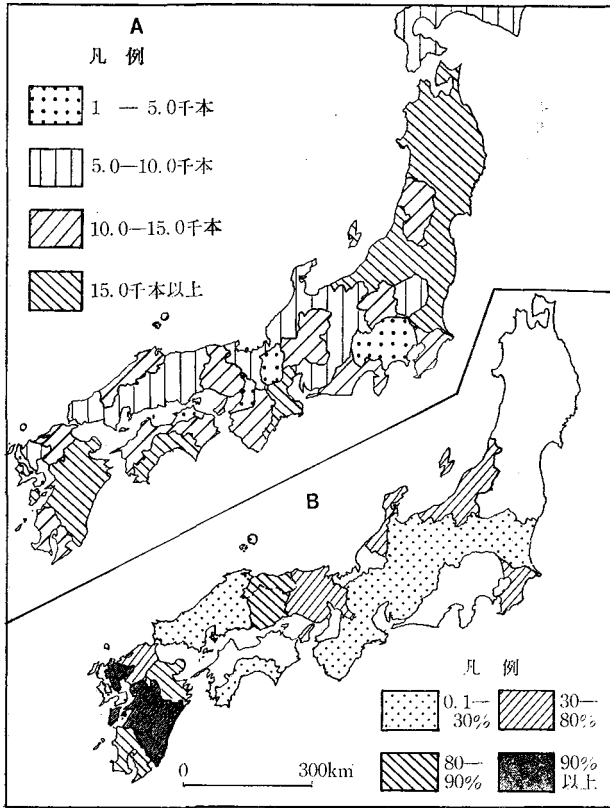 A
凡 例
1 — 5.0千本
5.0—10.0千本
10.0—15.0千本
15.0千本以上
B
凡 例
0.1—
30%
30—
80%
80—
90%
90%
以上
0 300km